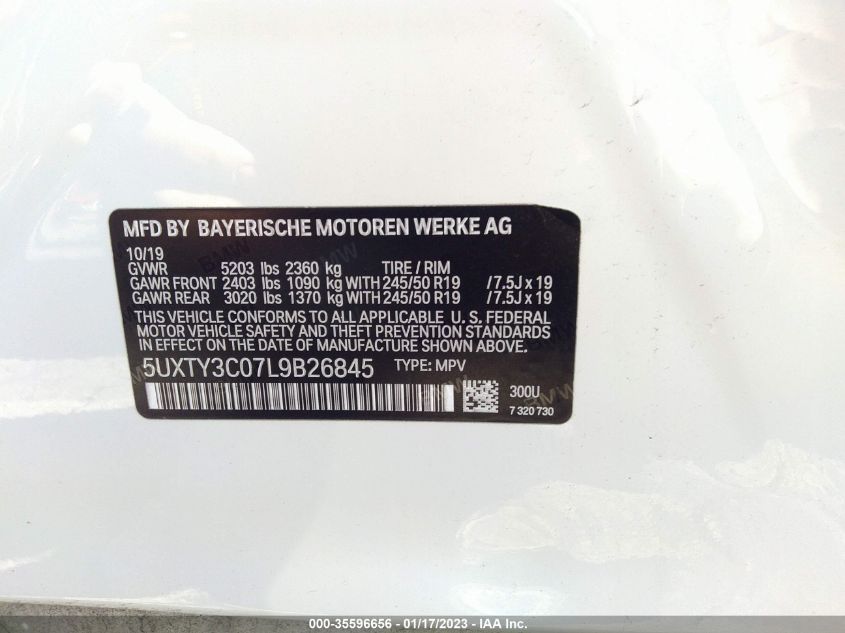 MFD BY BAYERISCHE MOTOREN WERKE AG
10/19
GVWR 5203 lbs 2360 kg TIRE / RIM
GAWR FRONT 2403 lbs 1090 kg WITH 245/50 R19 /7.5J x 19
GAWR REAR 3020 lbs 1370 kg WITH 245/50 R19 /7.5J x 19
THIS VEHICLE CONFORMS TO ALL APPLICABLE U. S. FEDERAL
MOTOR VEHICLE SAFETY AND THEFT PREVENTION STANDARDS
IN EFFECT ON THE DATE OF MANUFACTURE SHOWN ABOVE.
5UXTY3C07L9B26845 TYPE: MPV
300U
7 320 730
BMW
000-35596656 - 01/17/2023 - © IAA Inc.